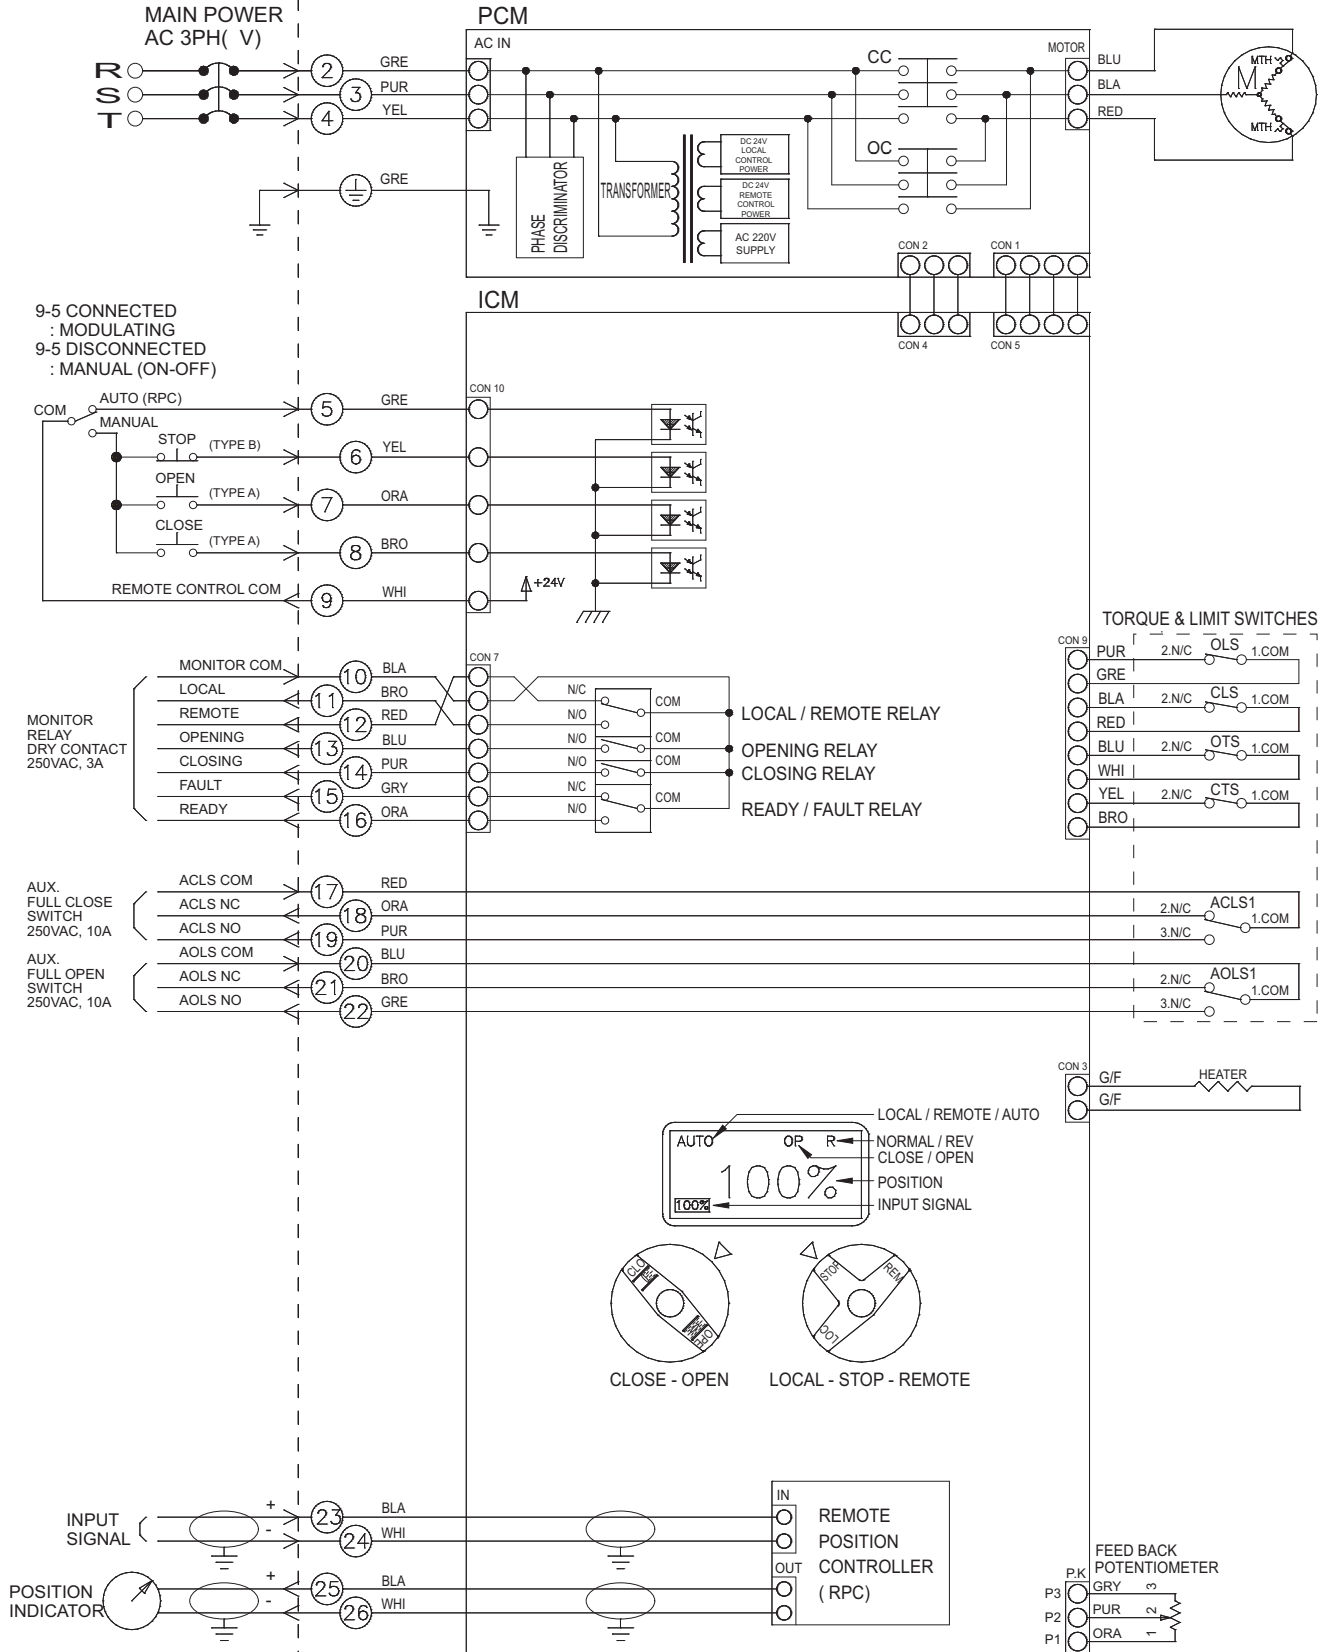 MAIN POWER
AC 3PH( V)
PCM
AC IN
R
S
T
2
GRE
3
PUR
4
YEL
GRE
PHASE
DISCRIMINATOR
TRANSFORMER
DC 24V
LOCAL
CONTROL
POWER
DC 24V
REMOTE
CONTROL
POWER
AC 220V
SUPPLY
CC
OC
MOTOR
BLU
BLA
RED
M
MTH
MTH
CON 2
CON 1
CON 4
CON 5
ICM
9-5 CONNECTED
: MODULATING
9-5 DISCONNECTED
: MANUAL (ON-OFF)
COM
AUTO (RPC)
MANUAL
STOP
(TYPE B)
OPEN
(TYPE A)
CLOSE
(TYPE A)
REMOTE CONTROL COM
5
GRE
6
YEL
7
ORA
8
BRO
9
WHI
CON 10
+24V
MONITOR
RELAY
DRY CONTACT
250VAC, 3A
MONITOR COM
10
BLA
LOCAL
11
BRO
REMOTE
12
RED
OPENING
13
BLU
CLOSING
14
PUR
FAULT
15
GRY
READY
16
ORA
CON 7
N/C
COM
N/O
N/O
COM
N/O
COM
N/C
COM
N/O
LOCAL / REMOTE RELAY
OPENING RELAY
CLOSING RELAY
READY / FAULT RELAY
TORQUE & LIMIT SWITCHES
CON 9
PUR
2.N/C
OLS
1.COM
GRE
BLA
2.N/C
CLS
1.COM
RED
BLU
2.N/C
OTS
1.COM
WHI
YEL
2.N/C
CTS
1.COM
BRO
AUX.
FULL CLOSE
SWITCH
250VAC, 10A
ACLS COM
17
RED
ACLS NC
18
ORA
ACLS NO
19
PUR
AUX.
FULL OPEN
SWITCH
250VAC, 10A
AOLS COM
20
BLU
AOLS NC
21
BRO
AOLS NO
22
GRE
2.N/C
ACLS1
1.COM
3.N/C
2.N/C
AOLS1
1.COM
3.N/C
CON 3
G/F
HEATER
G/F
AUTO
OP
R
100%
100%
LOCAL / REMOTE / AUTO
NORMAL / REV
CLOSE / OPEN
POSITION
INPUT SIGNAL
CLO
OPE
STOP
REM
LOC
CLOSE - OPEN
LOCAL - STOP - REMOTE
INPUT
SIGNAL
+
-
23
BLA
24
WHI
POSITION
INDICATOR
+
-
25
BLA
26
WHI
IN
OUT
REMOTE
POSITION
CONTROLLER
( RPC)
FEED BACK
POTENTIOMETER
P.K
P3
GRY
3
P2
PUR
2
P1
ORA
1